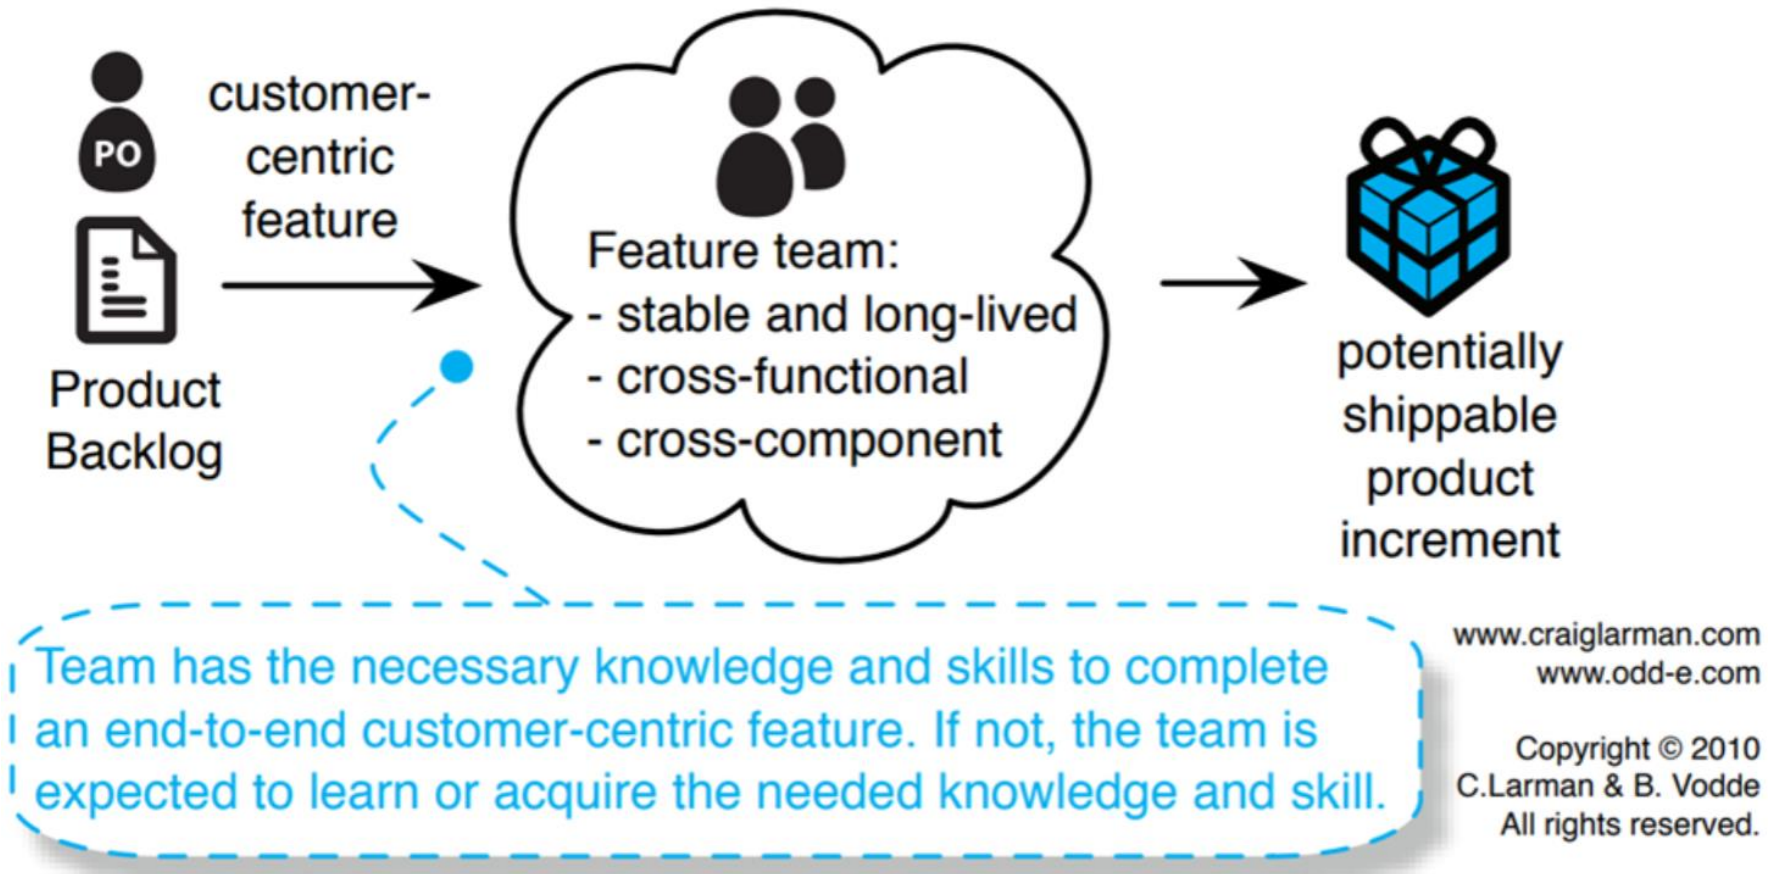 PO
Product
Backlog
customer-
centric
feature
Feature team:
- stable and long-lived
- cross-functional
- cross-component
potentially
shippable
product
increment
Team has the necessary knowledge and skills to complete
an end-to-end customer-centric feature. If not, the team is
expected to learn or acquire the needed knowledge and skill.
www.craiglarman.com
www.odd-e.com
Copyright © 2010
C.Larman & B. Vodde
All rights reserved.